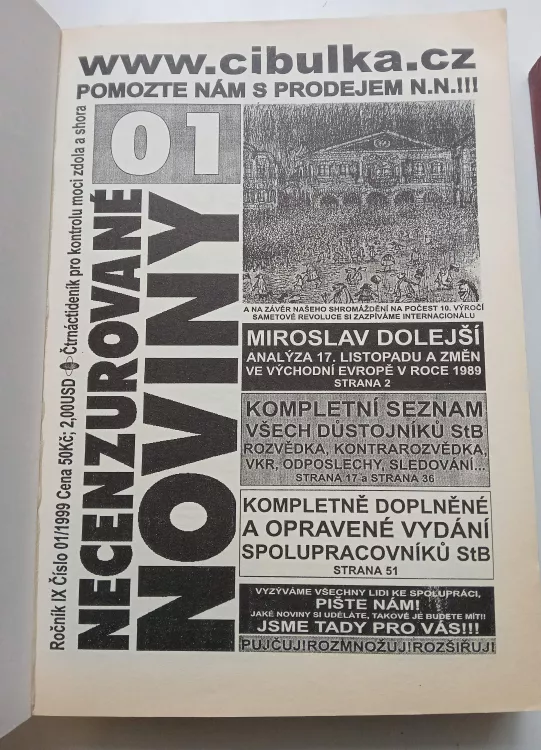 www.cibulka.cz
POMOZTE NÁM S PRODEJEM N.N.!!!
Ročník IX Číslo 01/1999 Cena 50Kč; 2,00USD Čtrnáctideník pro kontrolu moci zdola a shora
NECENZUROVANÉ
NOVINY
01
A NA ZÁVĚR NAŠEHO SHROMÁŽDĚNÍ NA POČEST 10. VÝROČÍ
SAMETOVÉ REVOLUCE SI ZAZPÍVÁME INTERNACIONÁLU
MIROSLAV DOLEJŠÍ
ANALÝZA 17. LISTOPADU A ZMĚN
VE VÝCHODNÍ EVROPĚ V ROCE 1989
STRANA 2
KOMPLETNÍ SEZNAM
VŠECH DŮSTOJNÍKŮ StB
ROZVĚDKA, KONTRAROZVĚDKA,
VKR, ODPOSLECHY, SLEDOVÁNÍ...
STRANA 17 a STRANA 36
KOMPLETNĚ DOPLNĚNÉ
A OPRAVENÉ VYDÁNÍ
SPOLUPRACOVNÍKŮ StB
STRANA 51
VYZÝVÁME VŠECHNY LIDI KE SPOLUPRÁCI,
PIŠTE NÁM!
JAKÉ NOVINY SI UDĚLÁTE, TAKOVÉ JE BUDETE MÍT!!
JSME TADY PRO VÁS!!!
PUJČUJ!ROZMNOŽUJ!ROZŠIŘUJ!